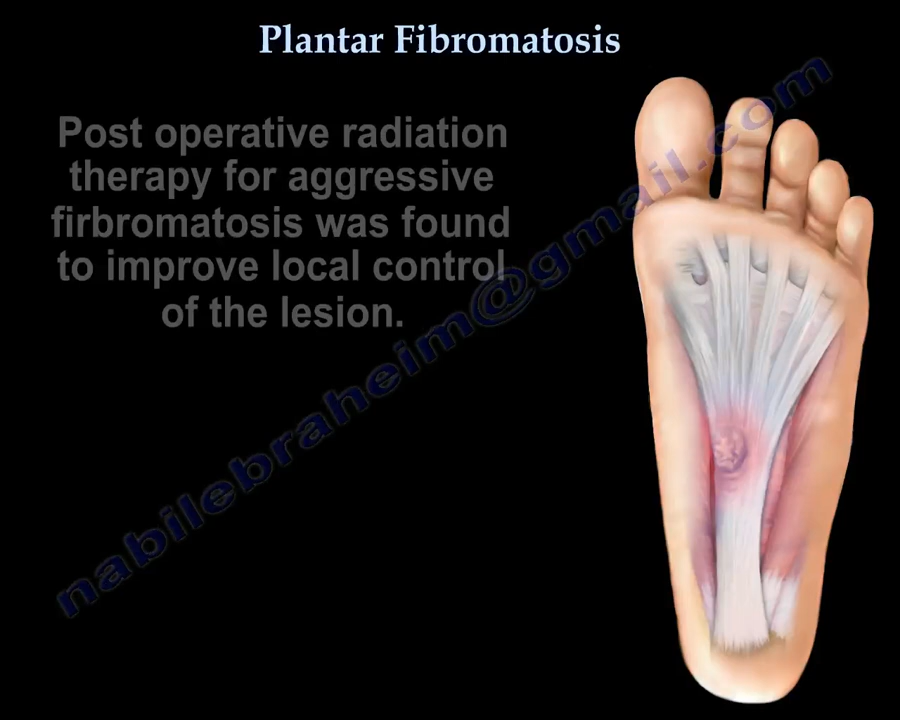 Plantar Fibromatosis
Post operative radiation
therapy for aggressive
firbromatosis was found
to improve local control
of the lesion.
nabilebraheim@gmail.com